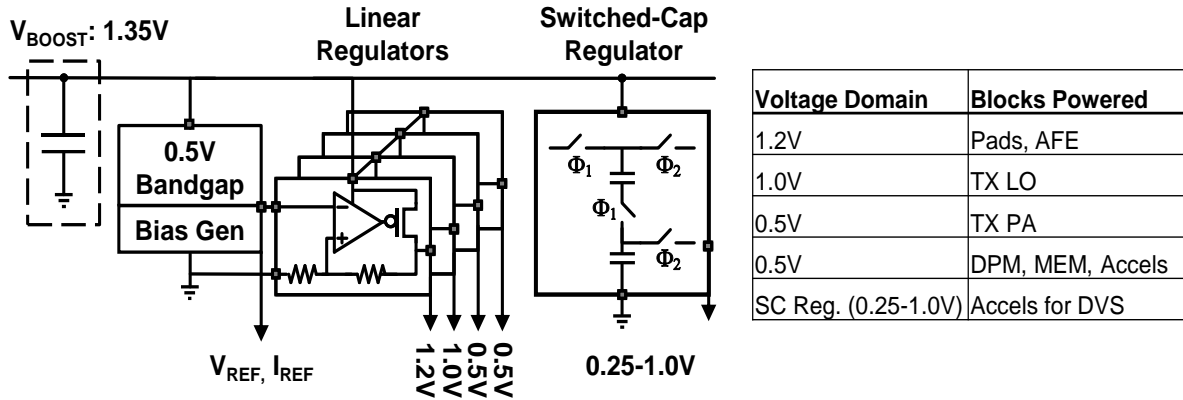 V_BOOST: 1.35V
Linear
Regulators
Switched-Cap
Regulator
0.5V
Bandgap
Bias Gen
−
+
Φ1
Φ2
Φ1
Φ2
V_REF, I_REF
1.2V
1.0V
0.5V
0.5V
0.25-1.0V
Voltage Domain Blocks Powered
1.2V Pads, AFE
1.0V TX LO
0.5V TX PA
0.5V DPM, MEM, Accels
SC Reg. (0.25-1.0V) Accels for DVS